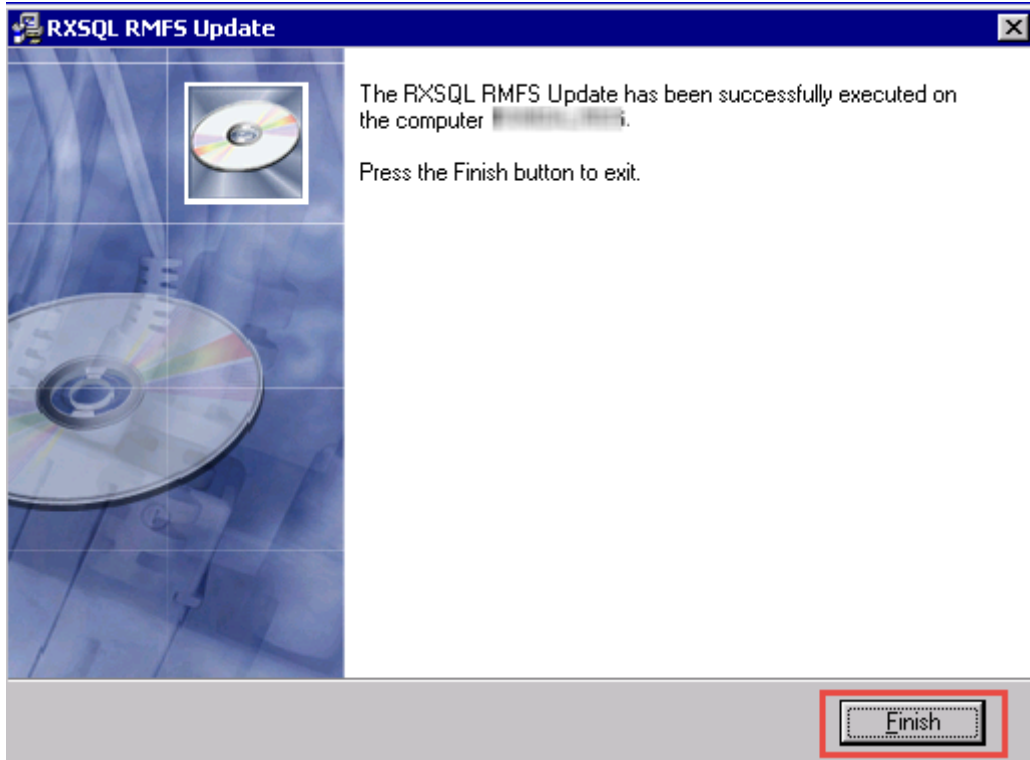 RXSQL RMFS Update
The RXSQL RMFS Update has been successfully executed on
the computer
Press the Finish button to exit.
Finish